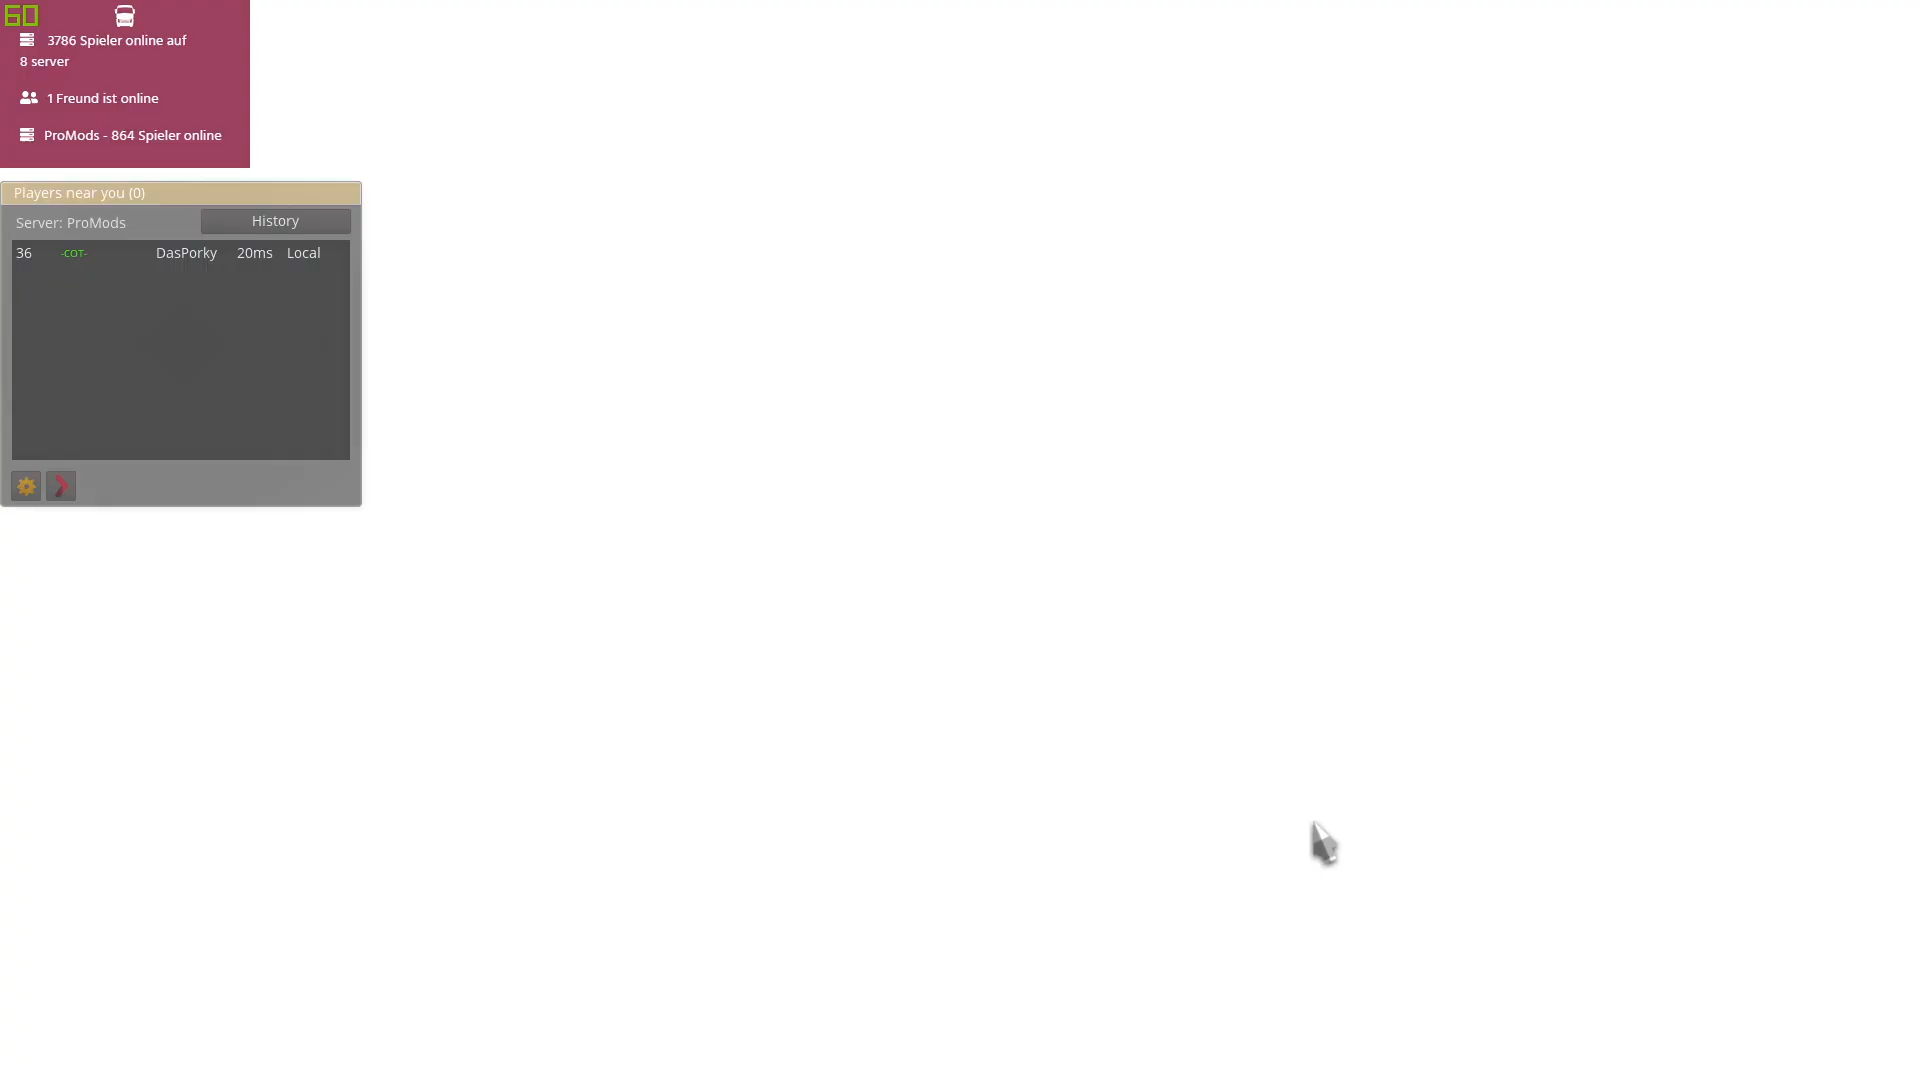 60
3786 Spieler online auf
8 server
1 Freund ist online
ProMods - 864 Spieler online
Players near you (0)
Server: ProMods
History
36 -COT- DasPorky 20ms Local